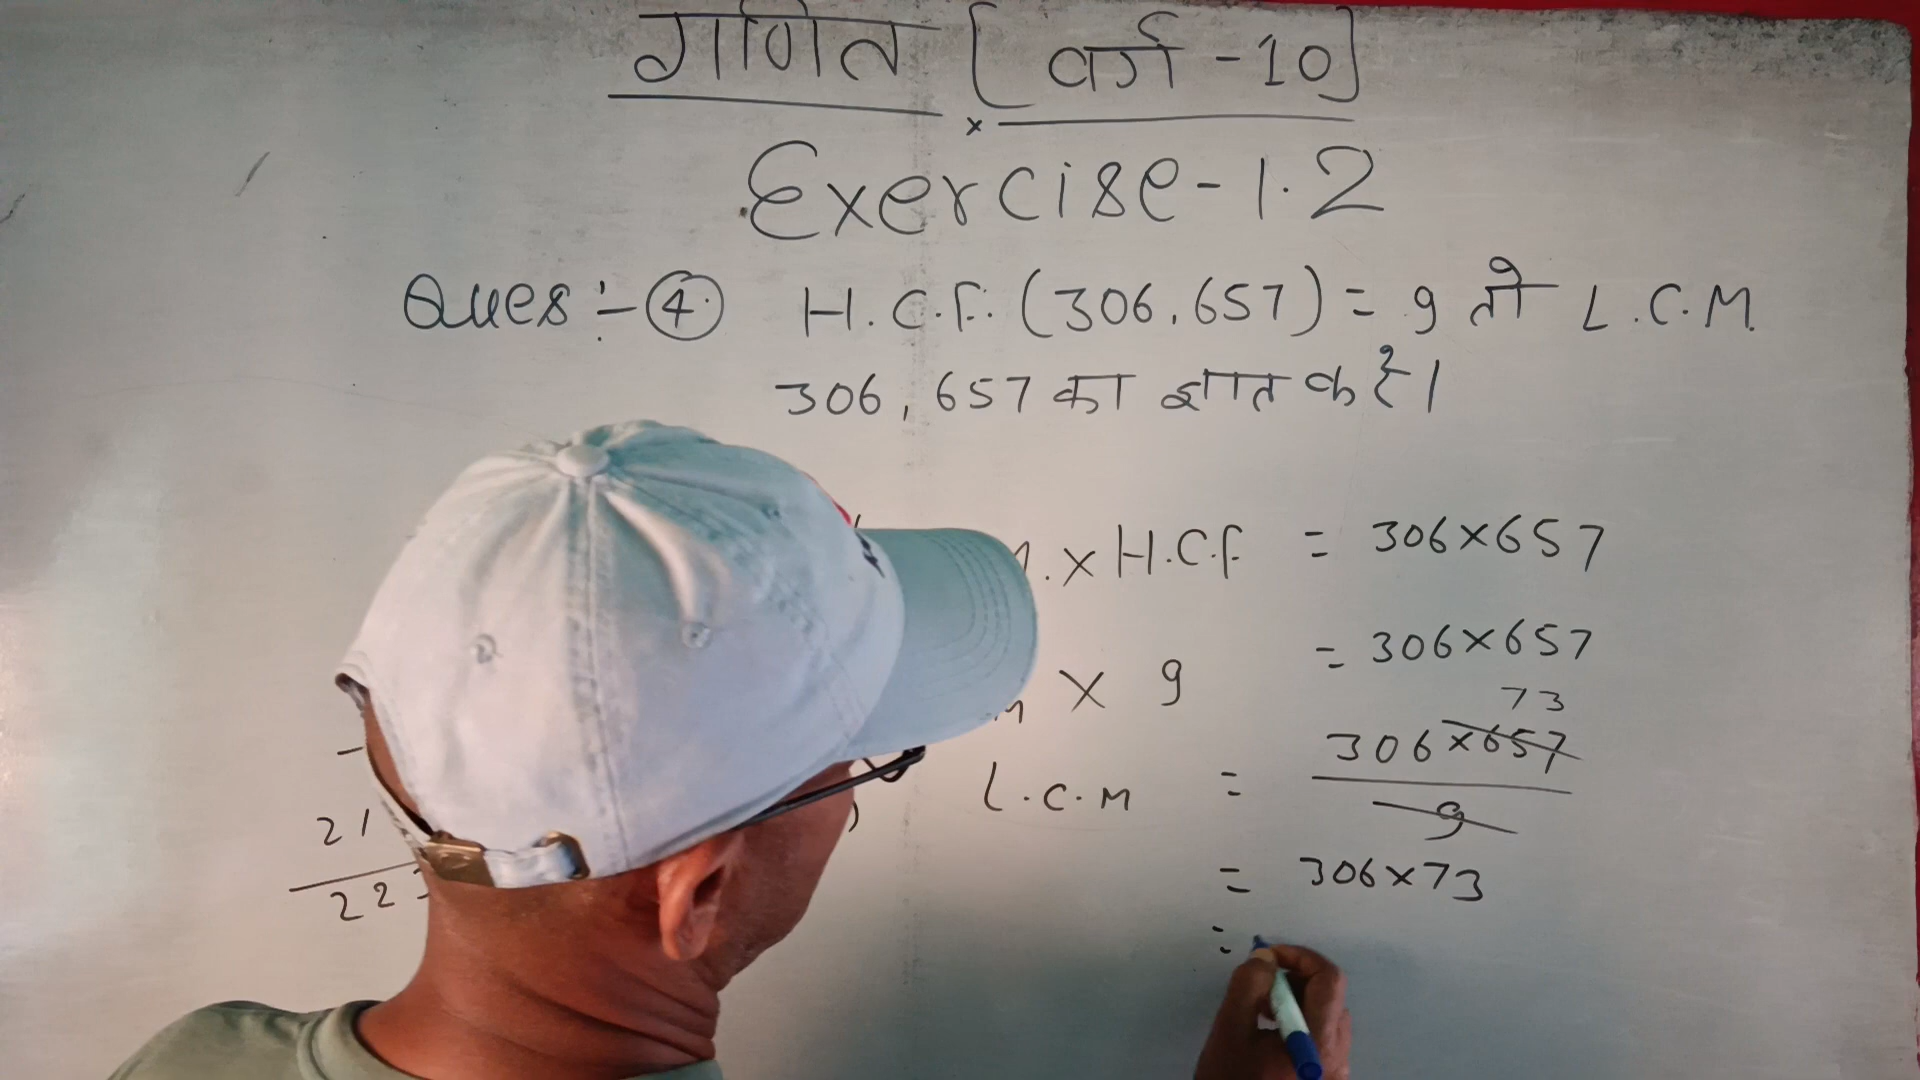 गणित [वर्ग-10]
×
Exercise-1.2
Ques:-④ H.C.F. (306,657) = 9 तो L.C.M.
306, 657 का ज्ञात करें।
. × H.C.F. = 306×657
× 9 = 306×657
73
L.C.M = 306×657
9
= 306×73
=
21
22